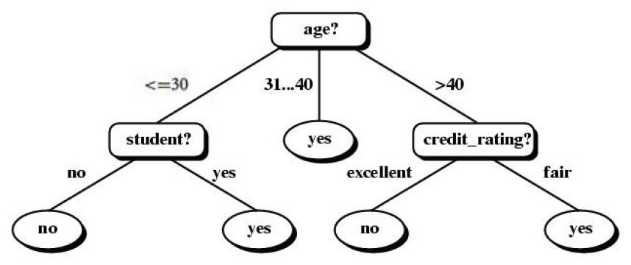 age?
<=30
31...40
>40
student?
yes
credit_rating?
no
yes
excellent
fair
no
yes
no
yes